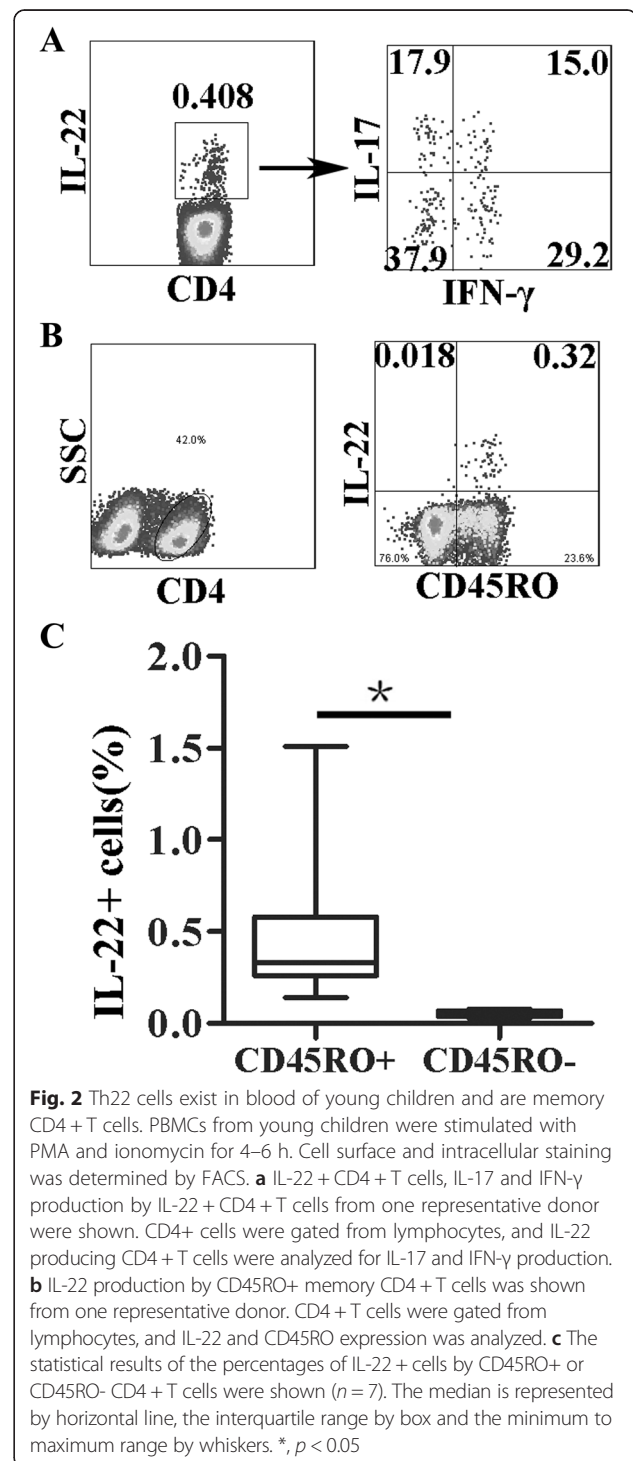 A
17.9 15.0
0.408
IL-22
IL-17
37.9 29.2
CD4
IFN-γ
B
0.018 0.32
SSC
42.0%
IL-22
76.0% 23.6%
CD4
CD45RO
C
2.0
*
1.5
1.0
0.5
0.0
IL-22+ cells(%)
CD45RO+ CD45RO-
Fig. 2 Th22 cells exist in blood of young children and are memory
CD4 + T cells. PBMCs from young children were stimulated with
PMA and ionomycin for 4–6 h. Cell surface and intracellular staining
was determined by FACS. a IL-22 + CD4 + T cells, IL-17 and IFN-γ
production by IL-22 + CD4 + T cells from one representative donor
were shown. CD4+ cells were gated from lymphocytes, and IL-22
producing CD4 + T cells were analyzed for IL-17 and IFN-γ production.
b IL-22 production by CD45RO+ memory CD4 + T cells was shown
from one representative donor. CD4 + T cells were gated from
lymphocytes, and IL-22 and CD45RO expression was analyzed. c The
statistical results of the percentages of IL-22 + cells by CD45RO+ or
CD45RO- CD4 + T cells were shown (n = 7). The median is represented
by horizontal line, the interquartile range by box and the minimum to
maximum range by whiskers. *, p < 0.05